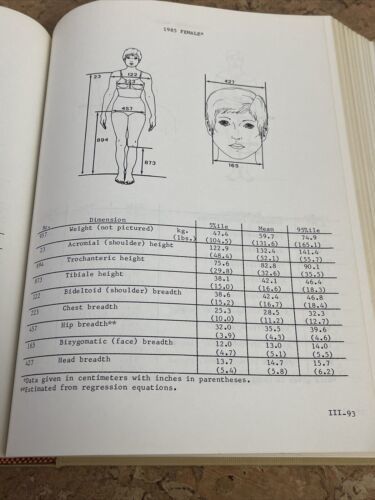 1985 FEMALE*
23
122
223
457
894
873
427
165
No. Dimension 5%ile Mean 95%ile
957 Weight (not pictured) kg. 47.4 59.7 74.9
(lbs.) (104.5) (131.6) (165.1)
23 Acromial (shoulder) height 122.9 132.4 141.4
(48.4) (52.1) (55.7)
894 Trochanteric height 75.6 82.8 90.1
(29.8) (32.6) (35.5)
873 Tibiale height 38.1 42.1 46.4
(15.0) (16.6) (18.3)
122 Bideltoid (shoulder) breadth 38.6 42.4 46.8
(15.2) (16.7) (18.4)
223 Chest breadth 25.3 28.5 32.3
(10.0) (11.2) (12.7)
457 Hip breadth** 32.0 35.5 39.6
(3.9) (4.3) (4.6)
165 Bizygomatic (face) breadth 12.0 13.0 14.0
(4.7) (5.1) (5.5)
427 Head breadth 13.7 14.7 15.7
(5.4) (5.8) (6.2)
*Data given in centimeters with inches in parentheses.
**Estimated from regression equations.
III-93